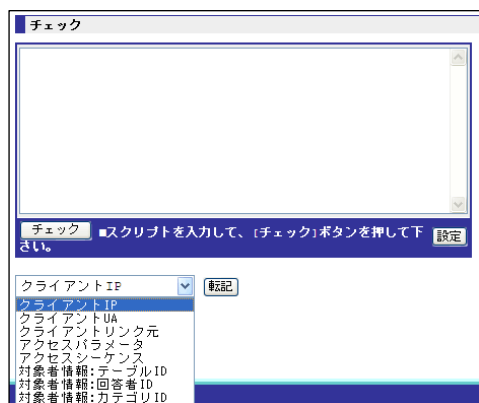 チェック
チェック ■スクリプトを入力して、[チェック]ボタンを押して下さい。 設定
クライアントIP 転記
クライアントIP
クライアントUA
クライアントリンク元
アクセスパラメータ
アクセスシーケンス
対象者情報:テーブルID
対象者情報:回答者ID
対象者情報:カテゴリID